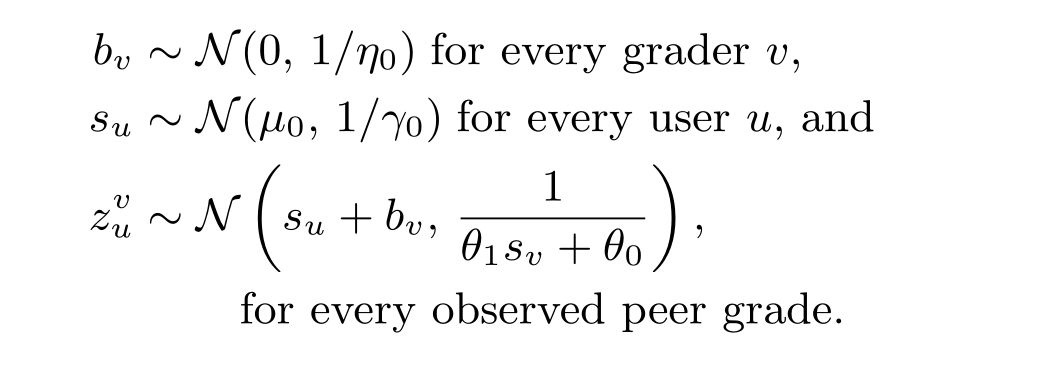 b_v ∼ 𝒩(0, 1/η_0) for every grader v,
s_u ∼ 𝒩(μ_0, 1/γ_0) for every user u, and
z_u^v ∼ 𝒩(s_u + b_v, 1/(θ_1 s_v + θ_0)),
for every observed peer grade.